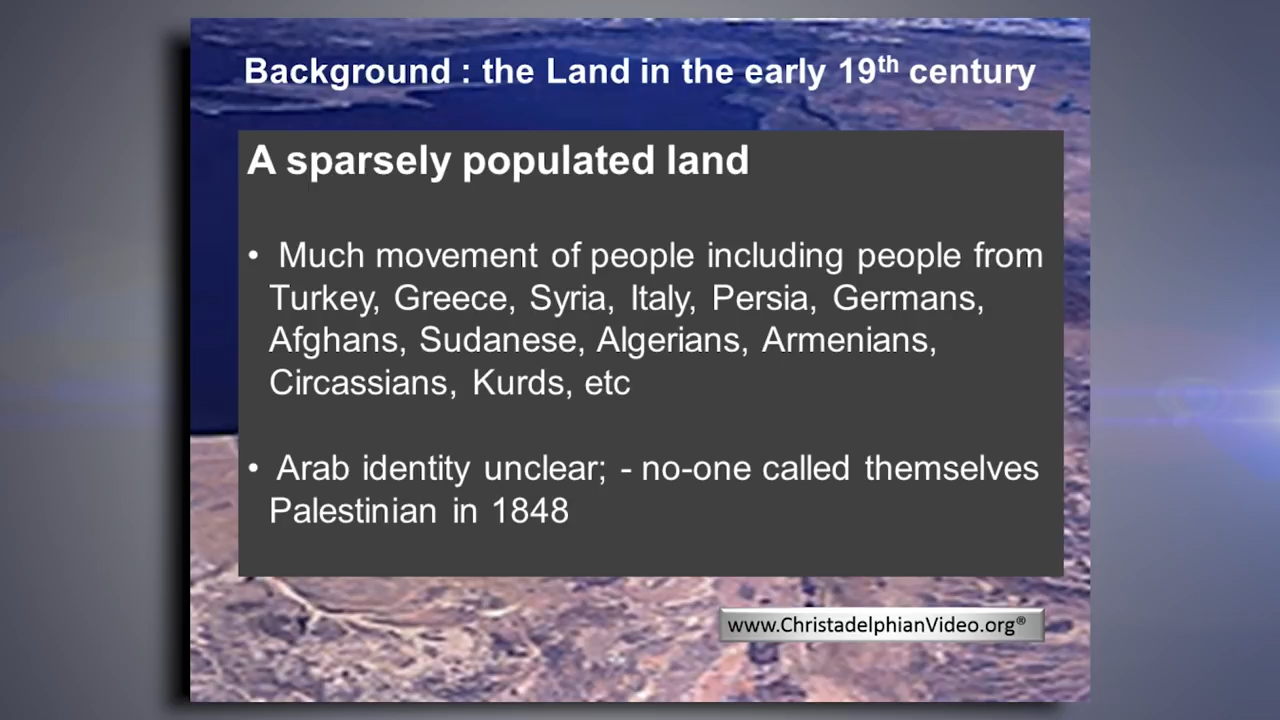 Background : the Land in the early 19th century
A sparsely populated land
• Much movement of people including people from
Turkey, Greece, Syria, Italy, Persia, Germans,
Afghans, Sudanese, Algerians, Armenians,
Circassians, Kurds, etc
• Arab identity unclear; - no-one called themselves
Palestinian in 1848
www.ChristadelphianVideo.org®